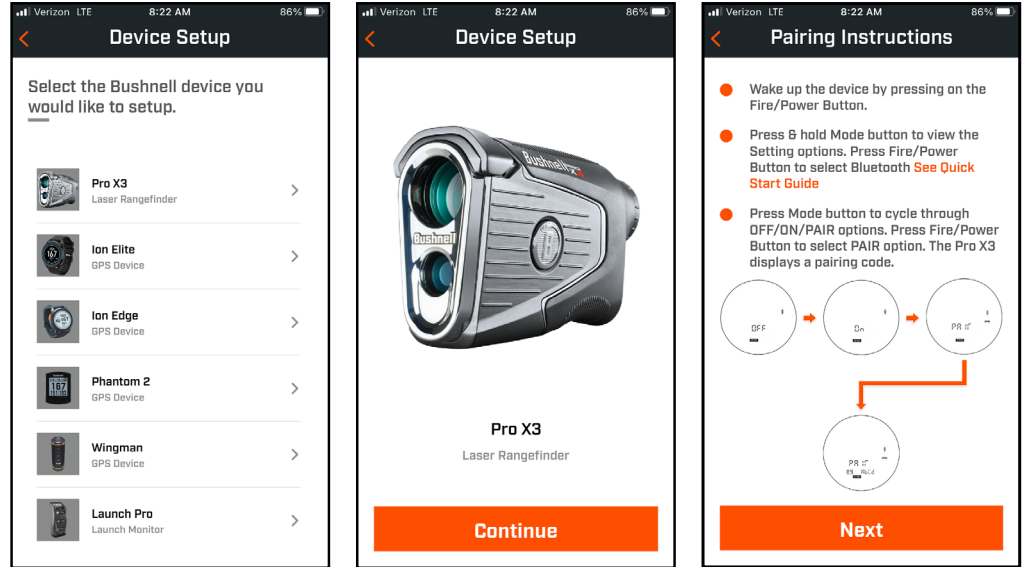 Verizon LTE 8:22 AM 86%
Device Setup
Select the Bushnell device you
would like to setup.
Pro X3
Laser Rangefinder
Ion Elite
GPS Device
Ion Edge
GPS Device
Phantom 2
GPS Device
Wingman
GPS Device
Launch Pro
Launch Monitor
Verizon LTE 8:22 AM 86%
Device Setup
Bushnell X3
Bushnell
Pro X3
Laser Rangefinder
Continue
Verizon LTE 8:22 AM 86%
Pairing Instructions
Wake up the device by pressing on the
Fire/Power Button.
Press & hold Mode button to view the
Setting options. Press Fire/Power
Button to select Bluetooth See Quick
Start Guide
Press Mode button to cycle through
OFF/ON/PAIR options. Press Fire/Power
Button to select PAIR option. The Pro X3
displays a pairing code.
OFF
On
PAIR
PAIR
Next